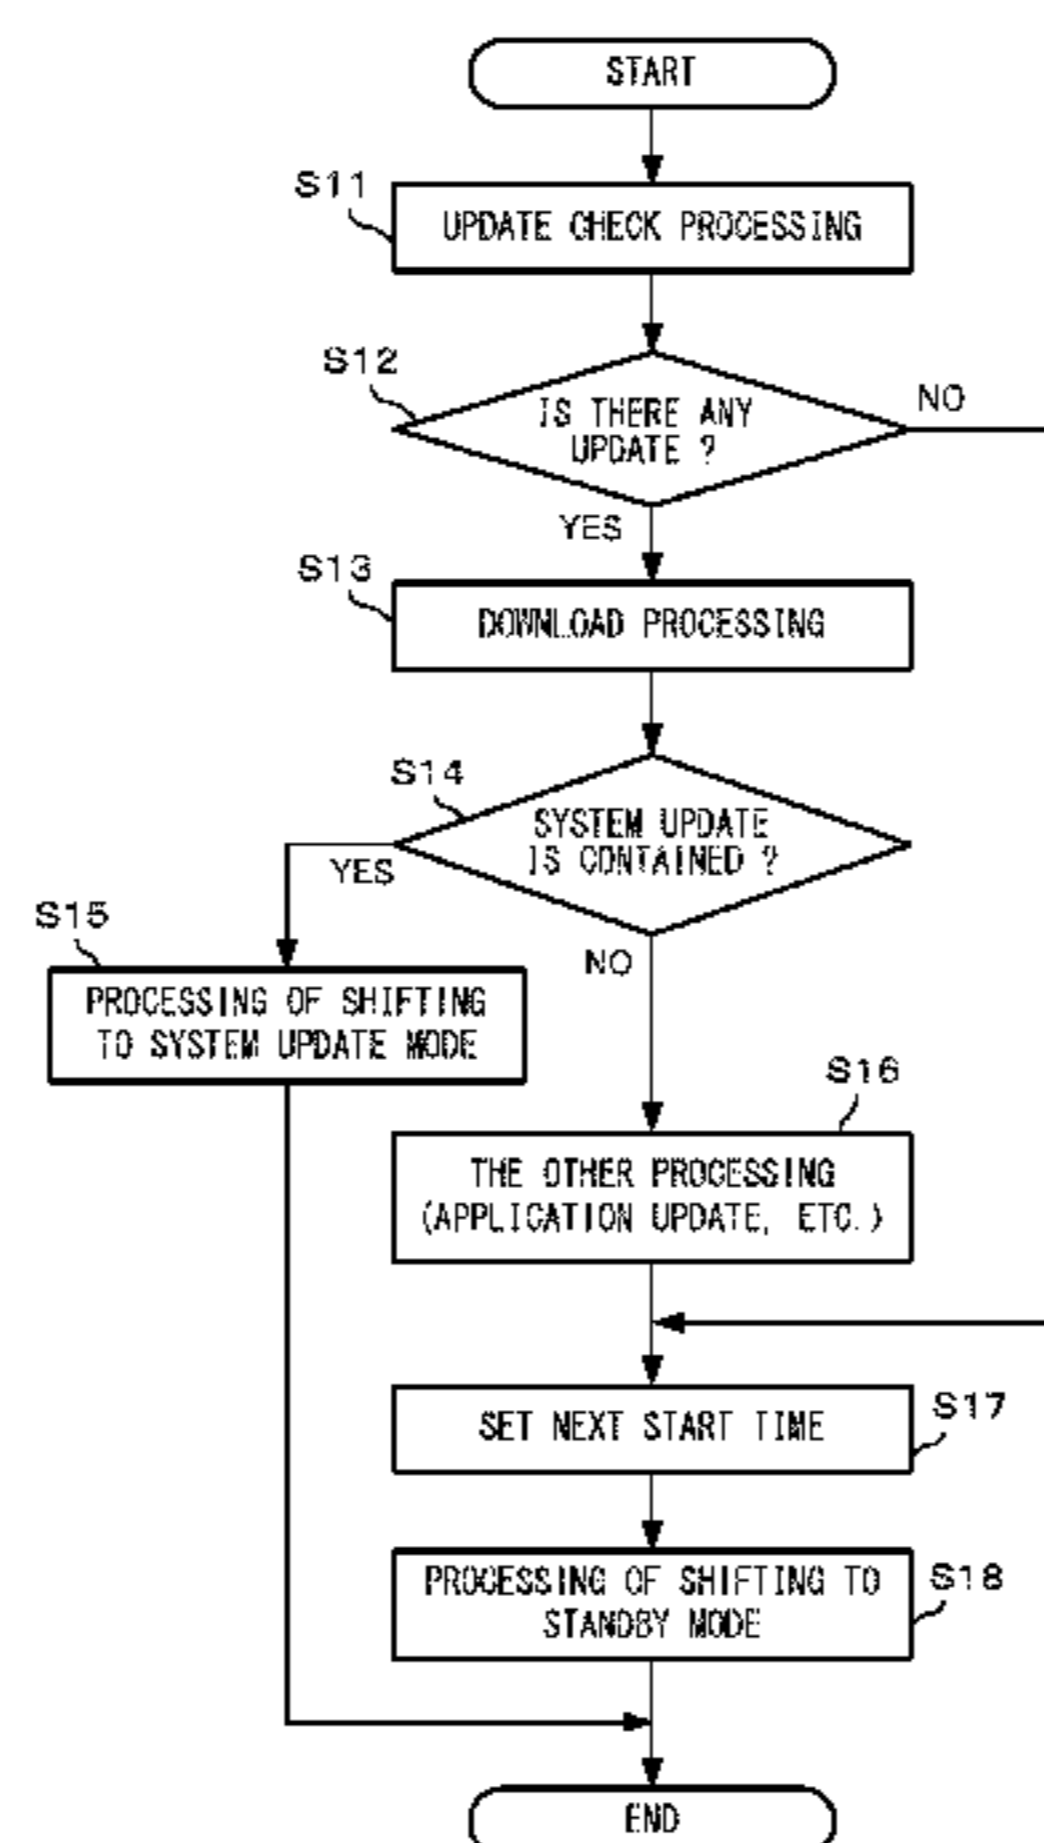 START
S11
UPDATE CHECK PROCESSING
S12
IS THERE ANY
UPDATE ?
NO
YES
S13
DOWNLOAD PROCESSING
S14
SYSTEM UPDATE
IS CONTAINED ?
YES
NO
S15
PROCESSING OF SHIFTING
TO SYSTEM UPDATE MODE
S16
THE OTHER PROCESSING
(APPLICATION UPDATE, ETC.)
SET NEXT START TIME
S17
PROCESSING OF SHIFTING TO
STANDBY MODE
S18
END